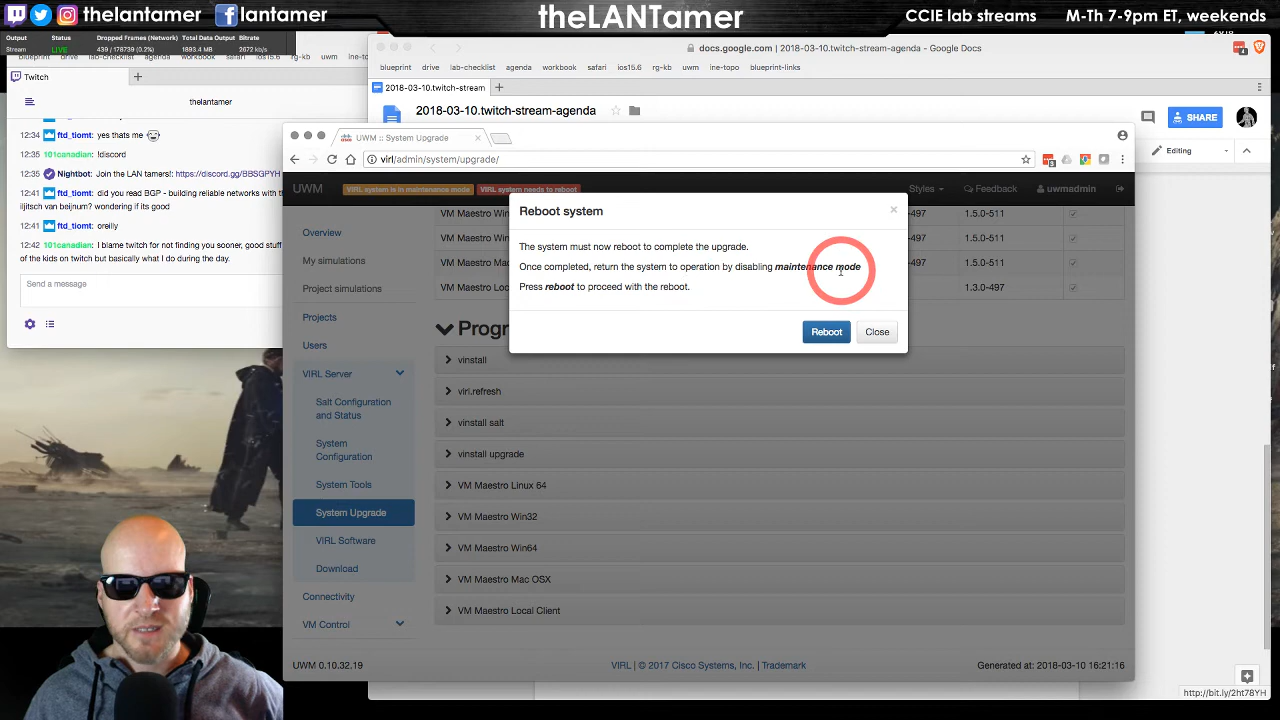 thelantamer lantamer
theLANTamer
CCIE lab streams M-Th 7-9pm ET, weekends
Output Status Dropped Frames (Network) Total Data Output Bitrate
Stream LIVE 439 / 178739 (0.2%) 1893.4 MB 2672 kb/s
Twitch
thelantamer
12:34 ftd_tiomt: yes thats me
12:35 101canadian: !discord
12:35 Nightbot: Join the LAN tamers! https://discord.gg/BBSGPYH
12:41 ftd_tiomt: did you read BGP - building reliable networks with the
iljitsch van beijnum? wondering if its good
12:41 ftd_tiomt: oreilly
12:42 101canadian: I blame twitch for not finding you sooner, good stuff
of the kids on twitch but basically what I do during the day.
Send a message
docs.google.com | 2018-03-10.twitch-stream-agenda - Google Docs
blueprint drive lab-checklist agenda workbook safari ios15.6 rg-kb uwm ine-topo blueprint-links
2018-03-10.twitch-stream
2018-03-10.twitch-stream-agenda
SHARE
Editing
UWM :: System Upgrade
virl/admin/system/upgrade/
UWM VIRL system is in maintenance mode VIRL system needs to reboot Styles Feedback uwmadmin
Overview
My simulations
Project simulations
Projects
Users
VIRL Server
Salt Configuration
and Status
System
Configuration
System Tools
System Upgrade
VIRL Software
Download
Connectivity
VM Control
VM Maestro Win -497 1.5.0-511
VM Maestro Win -497 1.5.0-511
VM Maestro Mac -497 1.5.0-511
VM Maestro Loc 1.3.0-497
Reboot system
The system must now reboot to complete the upgrade.
Once completed, return the system to operation by disabling maintenance mode
Press reboot to proceed with the reboot.
Reboot Close
Progr
vinstall
virl.refresh
vinstall salt
vinstall upgrade
VM Maestro Linux 64
VM Maestro Win32
VM Maestro Win64
VM Maestro Mac OSX
VM Maestro Local Client
UWM 0.10.32.19 VIRL | © 2017 Cisco Systems, Inc. | Trademark Generated at: 2018-03-10 16:21:16
http://bit.ly/2ht78YH